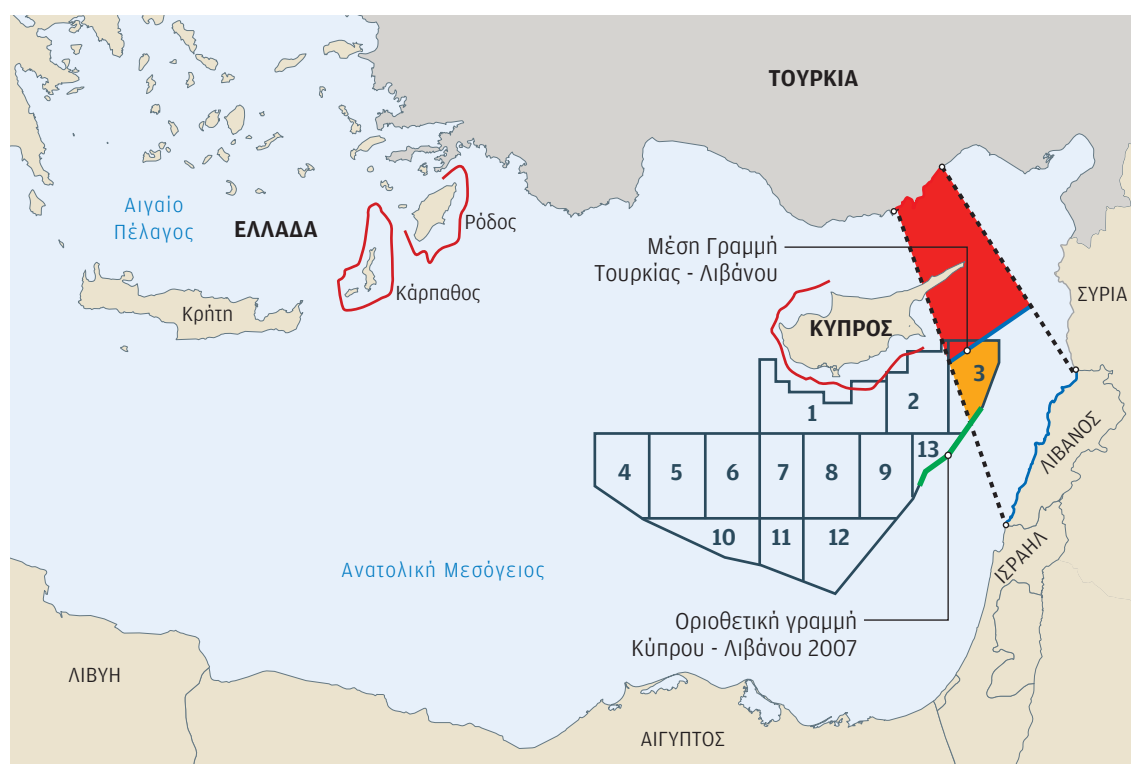 ΤΟΥΡΚΙΑ
Αιγαίο
Πέλαγος
ΕΛΛΑΔΑ
Ρόδος
Μέση Γραμμή
Τουρκίας - Λιβάνου
Κάρπαθος
ΣΥΡΙΑ
Κρήτη
ΚΥΠΡΟΣ
3
2
1
ΛΙΒΑΝΟΣ
13
4
5
6
7
8
9
10
11
12
ΙΣΡΑΗΛ
Ανατολική Μεσόγειος
Οριοθετική γραμμή
Κύπρου - Λιβάνου 2007
ΛΙΒΥΗ
ΑΙΓΥΠΤΟΣ